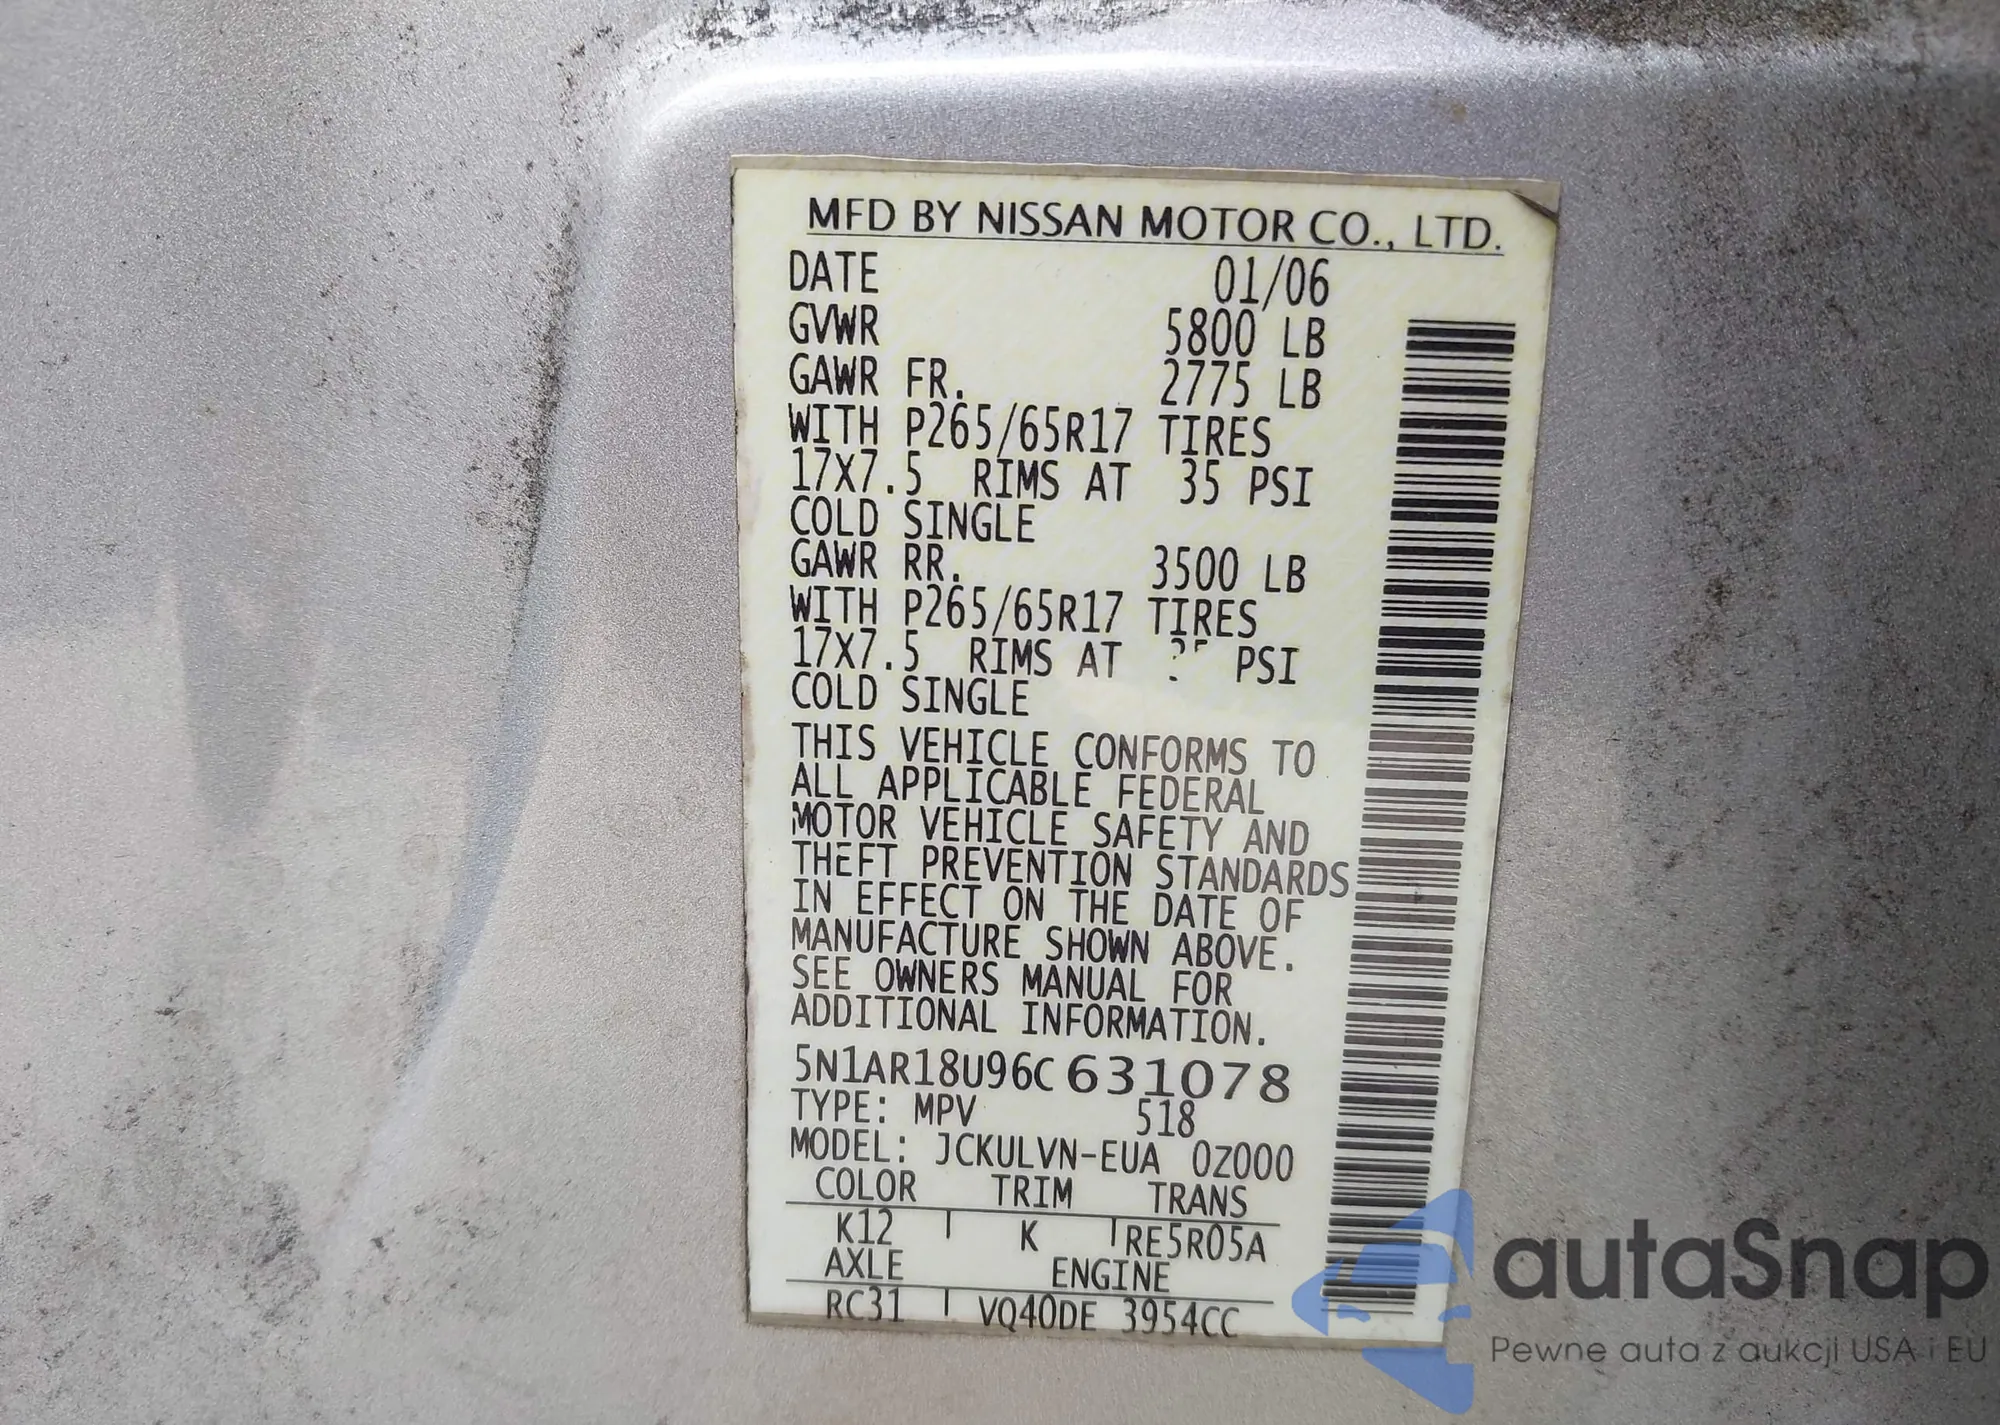 MFD BY NISSAN MOTOR CO., LTD.
DATE 01/06
GVWR 5800 LB
GAWR FR. 2775 LB
WITH P265/65R17 TIRES
17X7.5 RIMS AT 35 PSI
COLD SINGLE
GAWR RR. 3500 LB
WITH P265/65R17 TIRES
17X7.5 RIMS AT PSI
COLD SINGLE
THIS VEHICLE CONFORMS TO
ALL APPLICABLE FEDERAL
MOTOR VEHICLE SAFETY AND
THEFT PREVENTION STANDARDS
IN EFFECT ON THE DATE OF
MANUFACTURE SHOWN ABOVE.
SEE OWNERS MANUAL FOR
ADDITIONAL INFORMATION.
5N1AR18U96C631078
TYPE: MPV 518
MODEL: JCKULVN-EUA 0Z000
COLOR TRIM TRANS
K12 K RE5R05A
AXLE ENGINE
RC31 VQ40DE 3954CC
autaSnap
Pewne auta z aukcji USA i EU